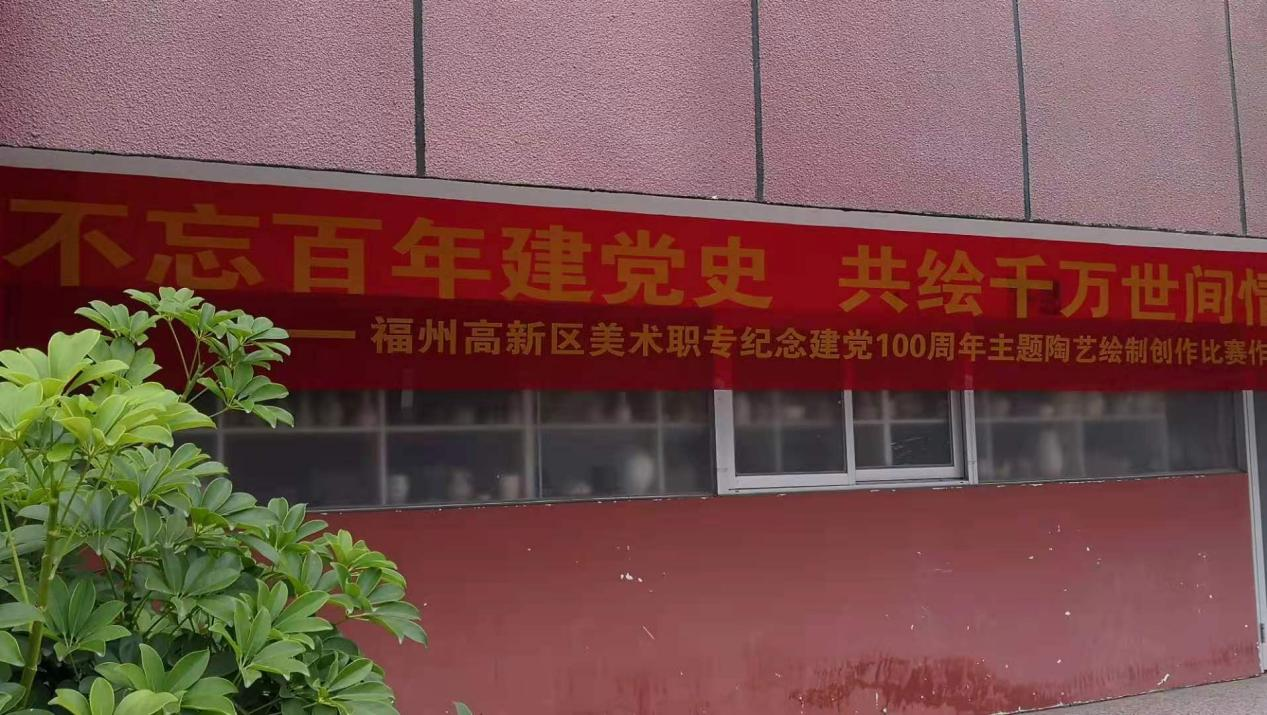 不忘百年建党史 共绘千万世间情
——福州高新区美术职专纪念建党100周年主题陶艺绘制创作比赛作